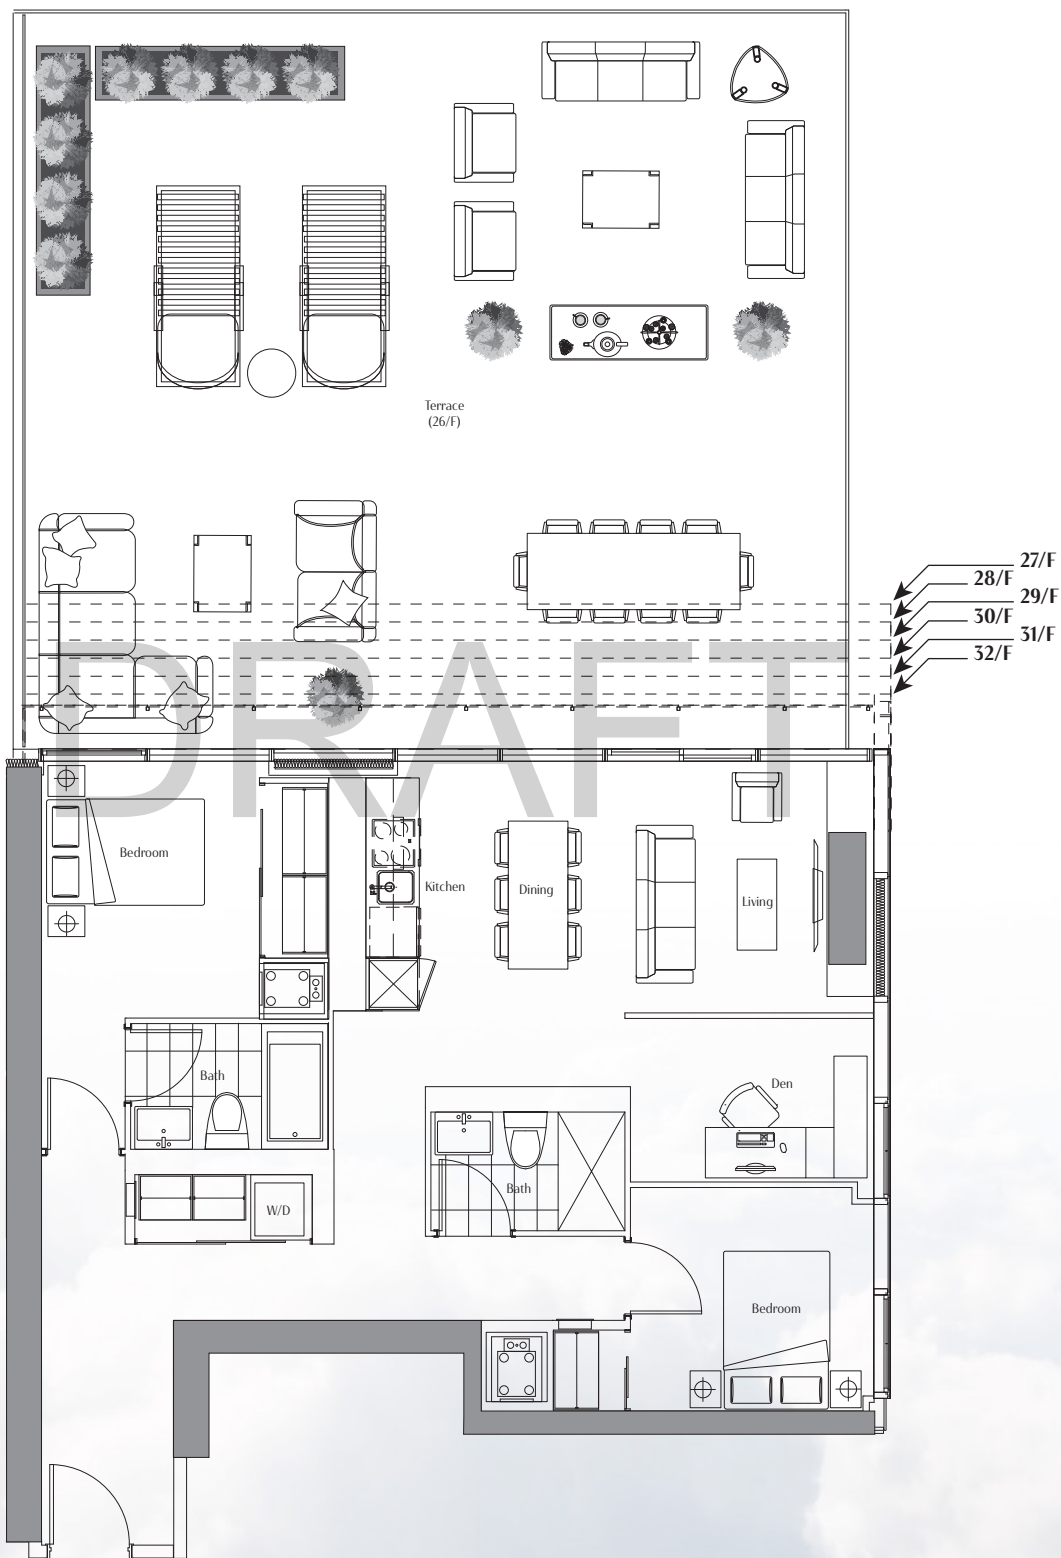 Terrace
(26/F)
27/F
28/F
29/F
30/F
31/F
32/F
DRAFT
Bedroom
Kitchen
Dining
Living
Bath
Den
W/D
Bath
Bedroom